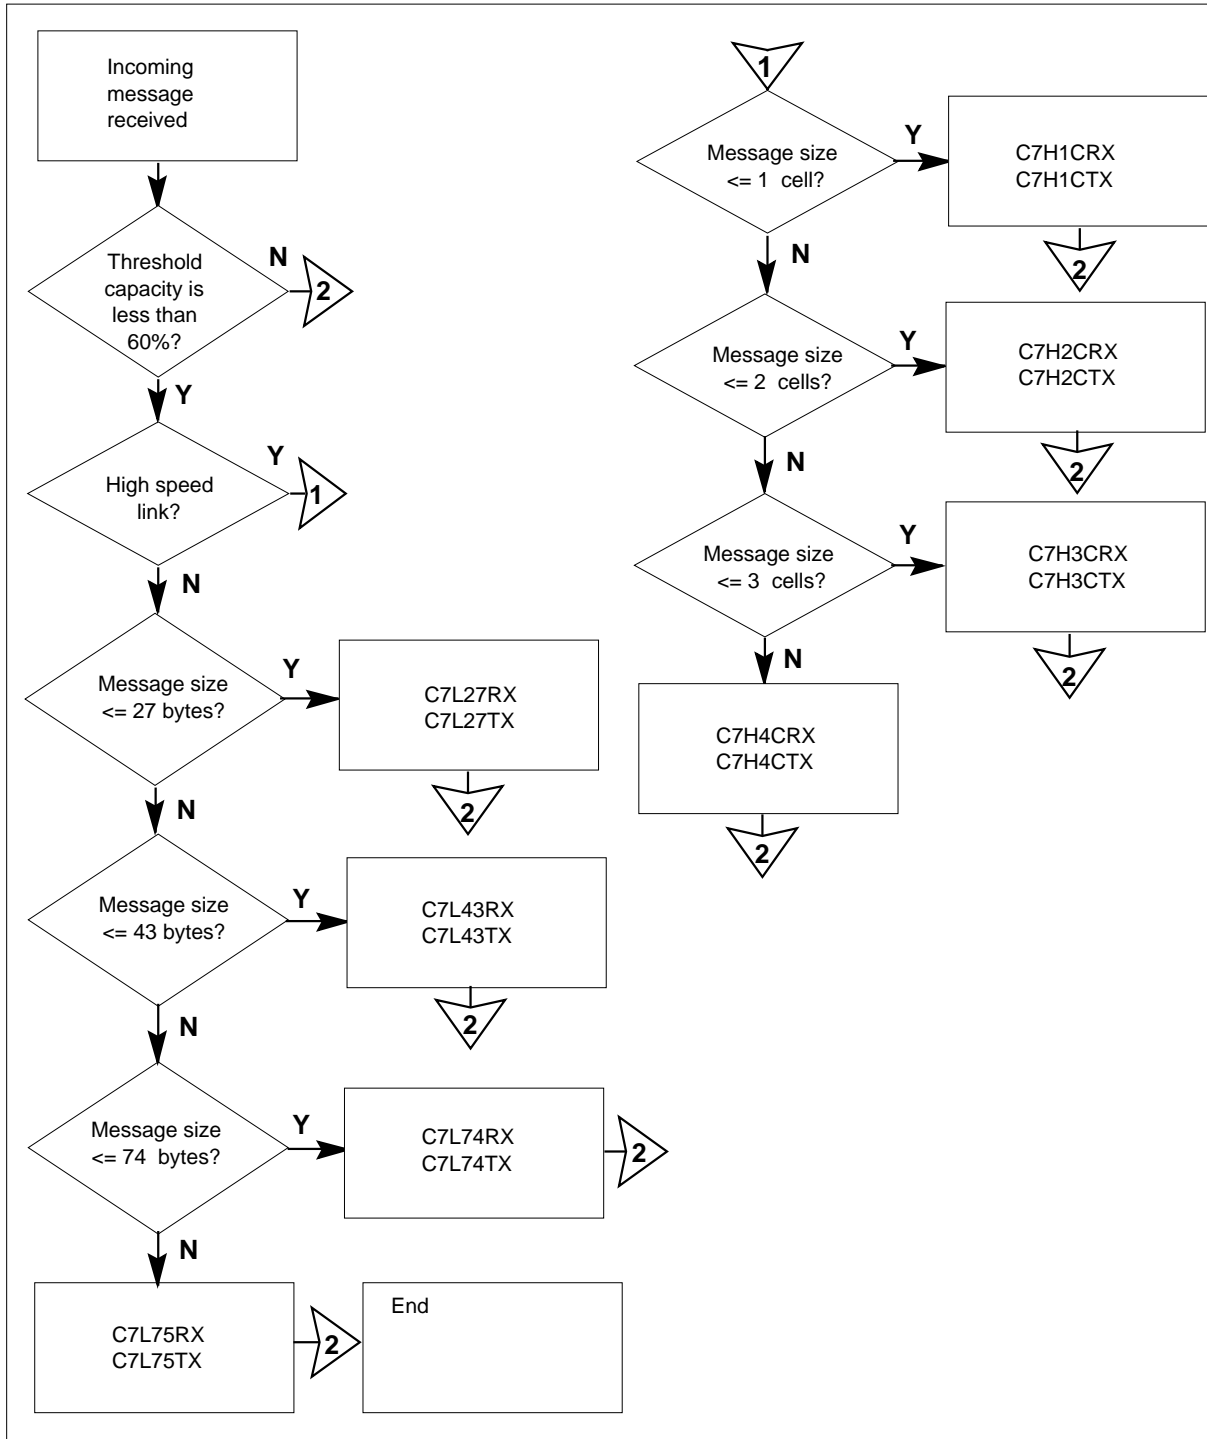 Incoming
message
received
Threshold
capacity is
less than
60%?
N
2
Y
High speed
link?
Y
1
N
Message size
<= 27 bytes?
Y
C7L27RX
C7L27TX
2
N
Message size
<= 43 bytes?
Y
C7L43RX
C7L43TX
2
N
Message size
<= 74 bytes?
Y
C7L74RX
C7L74TX
2
N
C7L75RX
C7L75TX
2
End
1
Message size
<= 1 cell?
Y
C7H1CRX
C7H1CTX
2
N
Message size
<= 2 cells?
Y
C7H2CRX
C7H2CTX
2
N
Message size
<= 3 cells?
Y
C7H3CRX
C7H3CTX
2
N
C7H4CRX
C7H4CTX
2